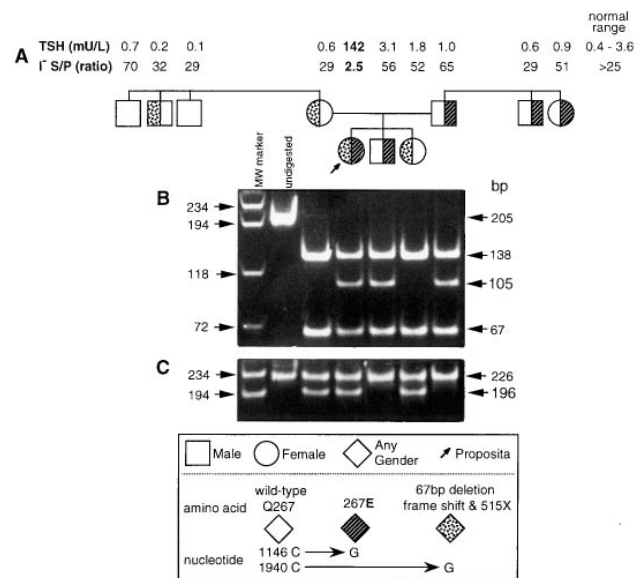 normal
range
TSH (mU/L) 0.7 0.2 0.1 0.6 142 3.1 1.8 1.0 0.6 0.9 0.4 - 3.6
A
I⁻ S/P (ratio) 70 32 29 29 2.5 56 52 65 29 51 >25
MW marker
undigested
B
bp
234
194
205
138
118
105
72
67
C
234
226
194
196
Male Female Any Gender Proposita
amino acid
wild-type
Q267
267E
67bp deletion
frame shift & 515X
nucleotide
1146 C G
1940 C G